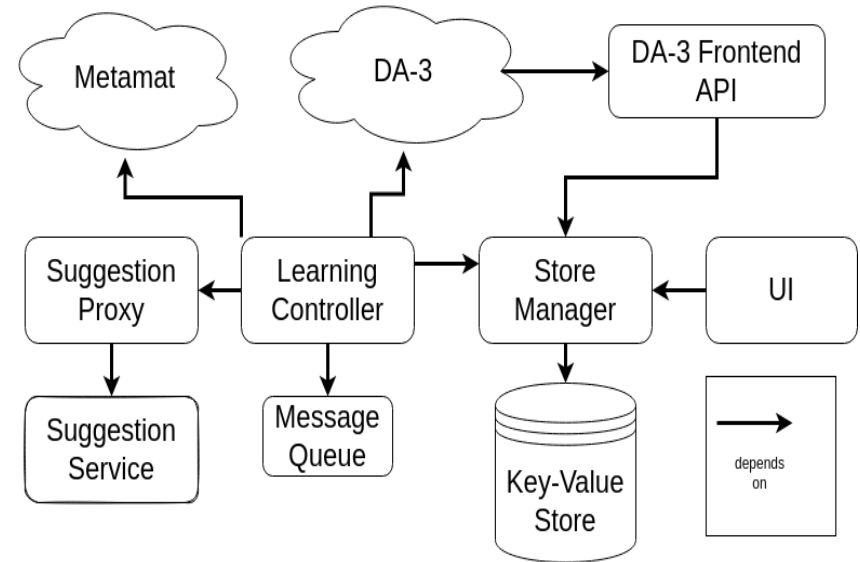 Metamat
DA-3
DA-3 Frontend
API
Suggestion
Proxy
Learning
Controller
Store
Manager
UI
Suggestion
Service
Message
Queue
Key-Value
Store
depends
on